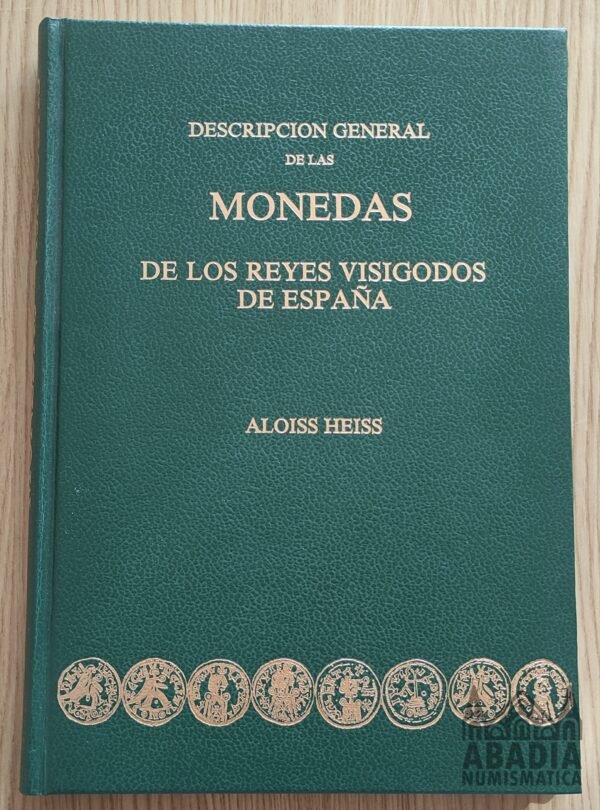 DESCRIPCION GENERAL
DE LAS
MONEDAS
DE LOS REYES VISIGODOS
DE ESPAÑA
ALOISS HEISS
ABADIA
NUMISMATICA